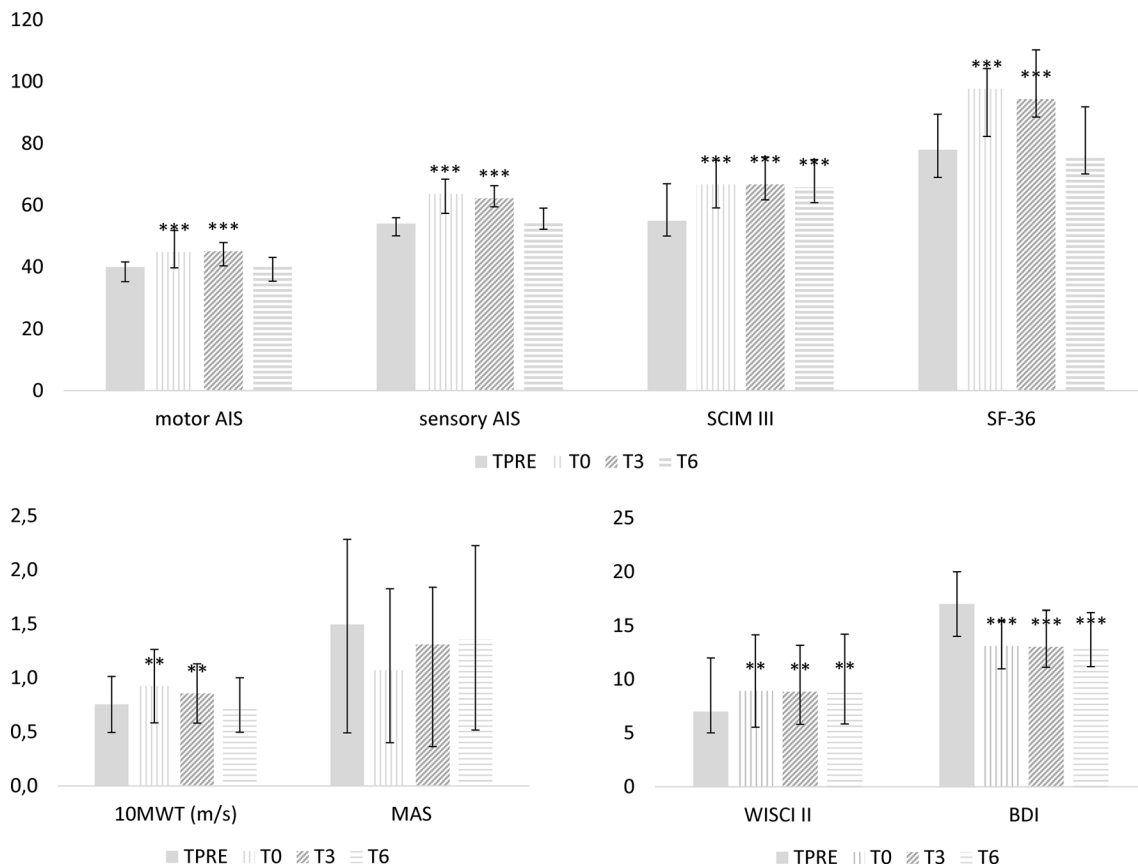 120
100
80
60
40
20
0
*** *** *** *** *** *** *** *** ***
motor AIS sensory AIS SCIM III SF-36
TPRE T0 T3 T6
2,5
2,0
1,5
1,0
0,5
0,0
** **
10MWT (m/s) MAS
TPRE T0 T3 T6
25
20
15
10
5
0
** ** ** *** *** ***
WISCI II BDI
TPRE T0 T3 T6